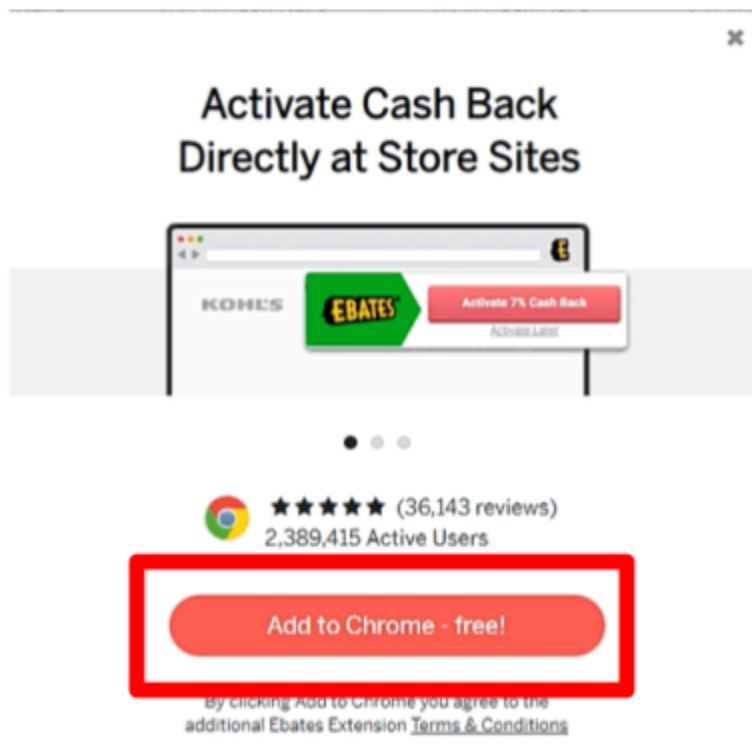 Activate Cash Back
Directly at Store Sites
E
KOHL'S
EBATES
Activate 7% Cash Back
Activate Later
★★★★★ (36,143 reviews)
2,389,415 Active Users
Add to Chrome - free!
By clicking Add to Chrome you agree to the
additional Ebates Extension Terms & Conditions